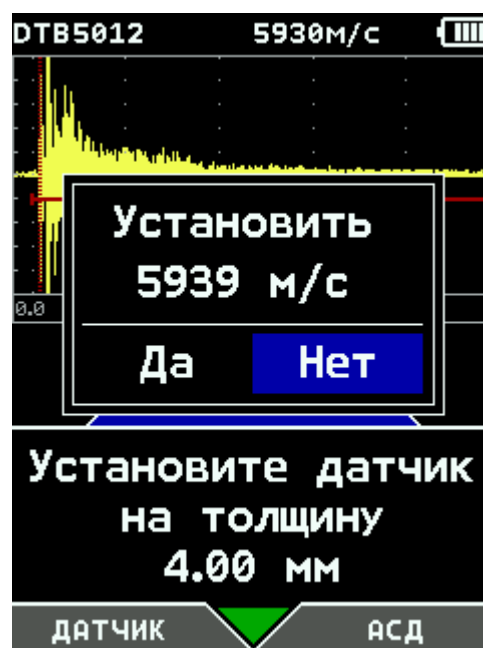 DTB5012 5930м/с
0.0
Установить
5939 м/с
Да Нет
Установите датчик
на толщину
4.00 мм
ДАТЧИК АСД